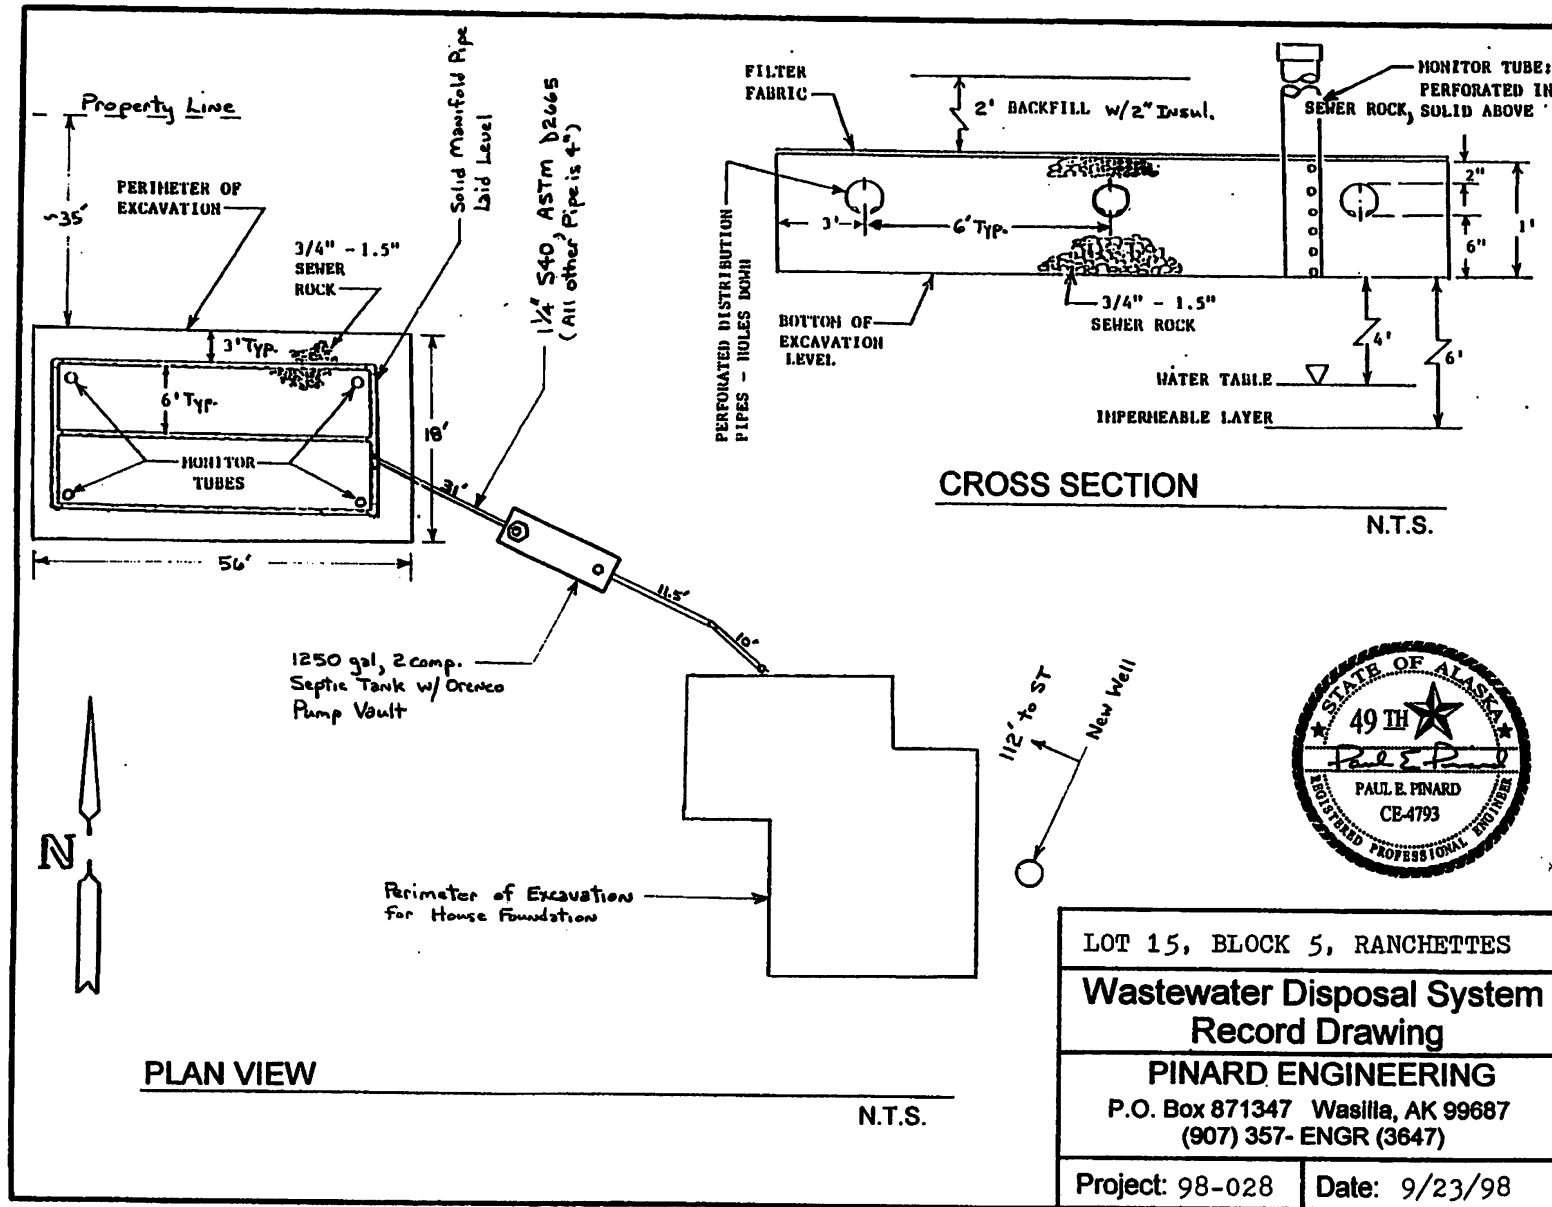 Property Line
~35'
PERIMETER OF
EXCAVATION
3/4" - 1.5"
SEWER
ROCK
Solid Manifold Pipe
Laid Level
1¼" S40, ASTM D2665
(All other Pipe is 4")
3' Typ.
6' Typ.
MONITOR
TUBES
18'
56'
31'
11.5'
10'
1250 gal, 2 comp.
Septic Tank w/ Orenco
Pump Vault
N
Perimeter of Excavation
for House Foundation
112' to ST
New Well
PLAN VIEW
N.T.S.
FILTER
FABRIC
2' BACKFILL w/2" Insul.
MONITOR TUBE:
PERFORATED IN
SEWER ROCK, SOLID ABOVE
PERFORATED DISTRIBUTION
PIPES - HOLES DOWN
3'
6' Typ.
2"
6"
1'
BOTTOM OF
EXCAVATION
LEVEL.
3/4" - 1.5"
SEWER ROCK
4'
6'
WATER TABLE
IMPERMEABLE LAYER
CROSS SECTION
N.T.S.
STATE OF ALASKA
49 TH
Paul E Pinard
PAUL E. PINARD
CE-4793
REGISTERED PROFESSIONAL ENGINEER
LOT 15, BLOCK 5, RANCHETTES
Wastewater Disposal System
Record Drawing
PINARD ENGINEERING
P.O. Box 871347 Wasilla, AK 99687
(907) 357- ENGR (3647)
Project: 98-028
Date: 9/23/98